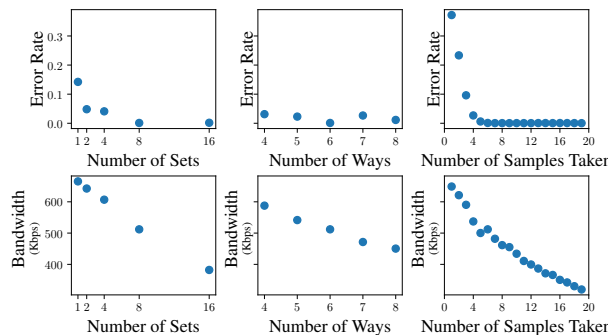 Error Rate
0.3
0.2
0.1
0.0
1 2 4 8 16
Number of Sets
Error Rate
4 5 6 7 8
Number of Ways
Error Rate
0 4 8 12 16 20
Number of Samples Taken
Bandwidth
(Kbps)
600
500
400
1 2 4 8 16
Number of Sets
Bandwidth
(Kbps)
4 5 6 7 8
Number of Ways
Bandwidth
(Kbps)
0 4 8 12 16 20
Number of Samples Taken